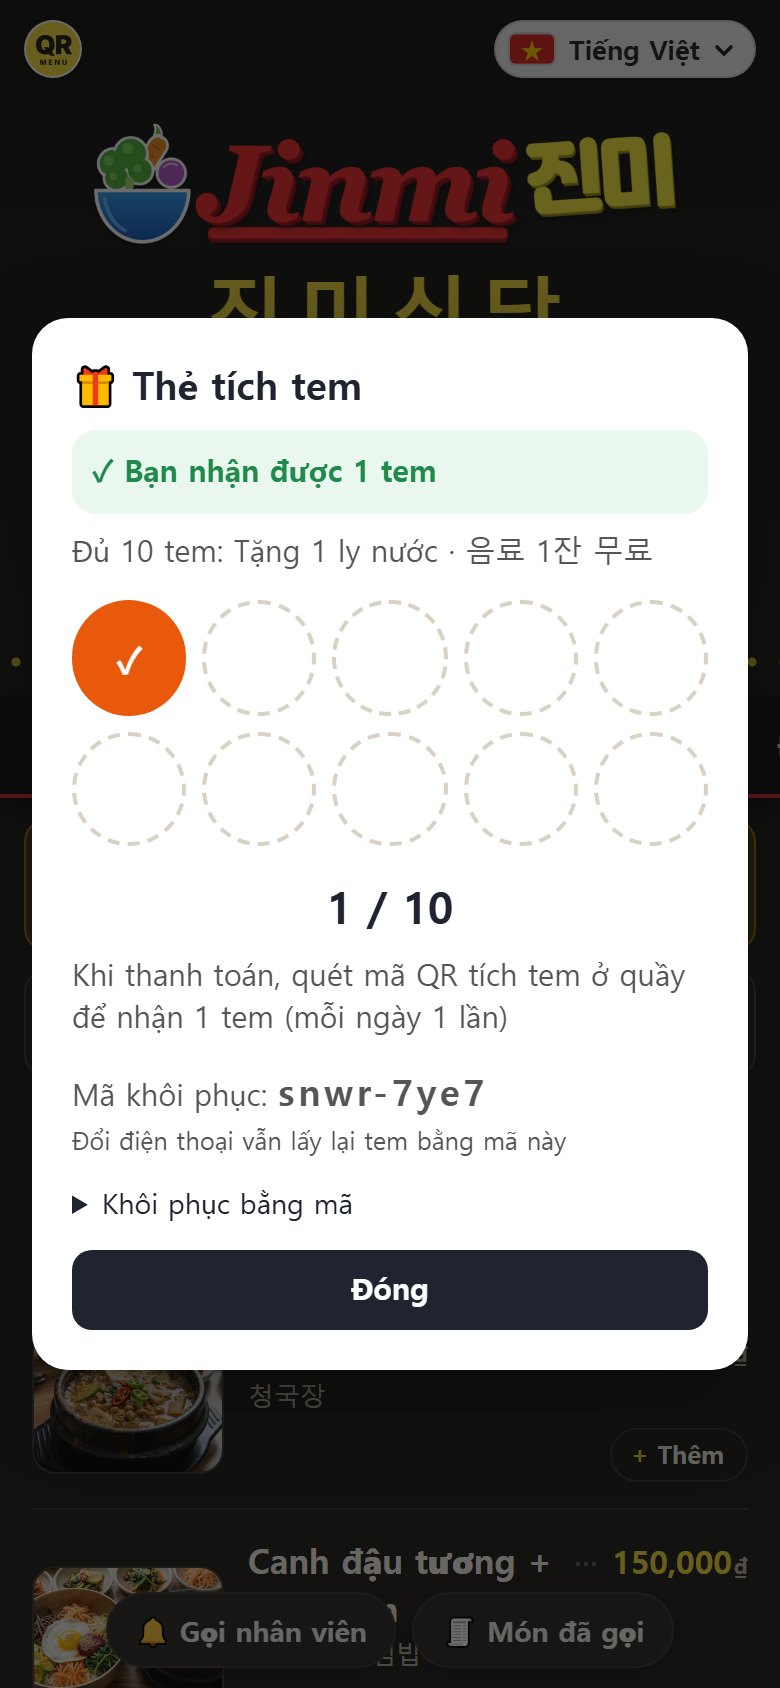 QR
MENU
Tiếng Việt
Jinmi 진미
진미식당
🎁 Thẻ tích tem
✓ Bạn nhận được 1 tem
Đủ 10 tem: Tặng 1 ly nước · 음료 1잔 무료
✓
1 / 10
Khi thanh toán, quét mã QR tích tem ở quầy
để nhận 1 tem (mỗi ngày 1 lần)
Mã khôi phục: snwr-7ye7
Đổi điện thoại vẫn lấy lại tem bằng mã này
▶ Khôi phục bằng mã
Đóng
청국장
+ Thêm
Canh đậu tương + ··· 150,000₫
🔔 Gọi nhân viên
Món đã gọi